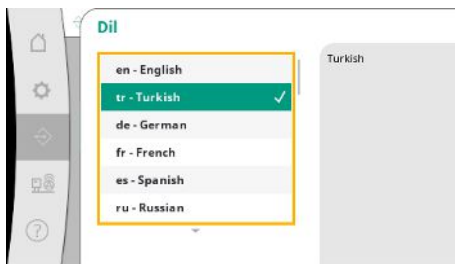 Dil
en - English
tr - Turkish
de - German
fr - French
es - Spanish
ru - Russian
Turkish
?